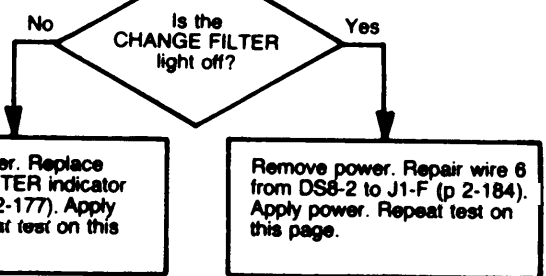 No
Is the
CHANGE FILTER
light off?
Yes
er. Replace
TER indicator
2-177). Apply
at test on this
Remove power. Repair wire 6
from DS8-2 to J1-F (p 2-184).
Apply power. Repeat test on
this page.